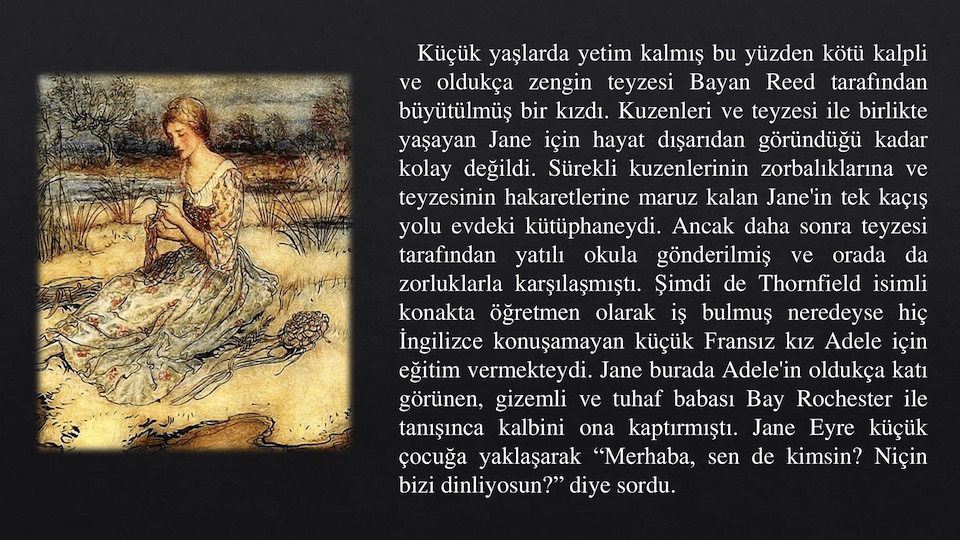 Küçük yaşlarda yetim kalmış bu yüzden kötü kalpli
ve oldukça zengin teyzesi Bayan Reed tarafından
büyütülmüş bir kızdı. Kuzenleri ve teyzesi ile birlikte
yaşayan Jane için hayat dışarıdan göründüğü kadar
kolay değildi. Sürekli kuzenlerinin zorbalıklarına ve
teyzesinin hakaretlerine maruz kalan Jane'in tek kaçış
yolu evdeki kütüphaneydi. Ancak daha sonra teyzesi
tarafından yatılı okula gönderilmiş ve orada da
zorluklarla karşılaşmıştı. Şimdi de Thornfield isimli
konakta öğretmen olarak iş bulmuş neredeyse hiç
İngilizce konuşamayan küçük Fransız kız Adele için
eğitim vermekteydi. Jane burada Adele'in oldukça katı
görünen, gizemli ve tuhaf babası Bay Rochester ile
tanışınca kalbini ona kaptırmıştı. Jane Eyre küçük
çocuğa yaklaşarak “Merhaba, sen de kimsin? Niçin
bizi dinliyosun?” diye sordu.